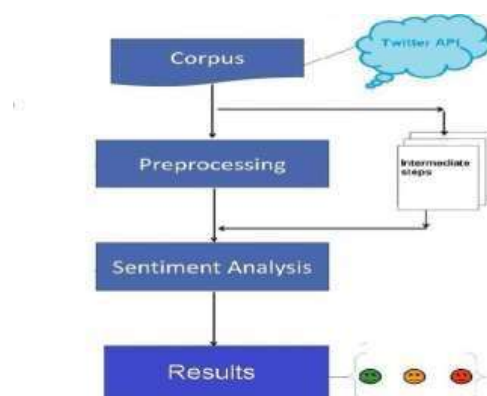 Corpus
Twitter API
Preprocessing
Intermediate
steps
Sentiment Analysis
Results